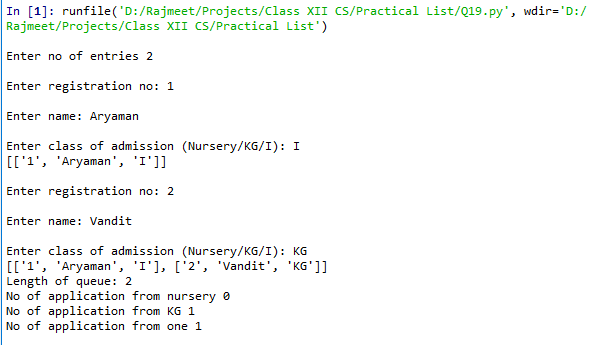 In [1]: runfile('D:/Rajmeet/Projects/Class XII CS/Practical List/Q19.py', wdir='D:/
Rajmeet/Projects/Class XII CS/Practical List')
Enter no of entries 2
Enter registration no: 1
Enter name: Aryaman
Enter class of admission (Nursery/KG/I): I
[['1', 'Aryaman', 'I']]
Enter registration no: 2
Enter name: Vandit
Enter class of admission (Nursery/KG/I): KG
[['1', 'Aryaman', 'I'], ['2', 'Vandit', 'KG']]
Length of queue: 2
No of application from nursery 0
No of application from KG 1
No of application from one 1